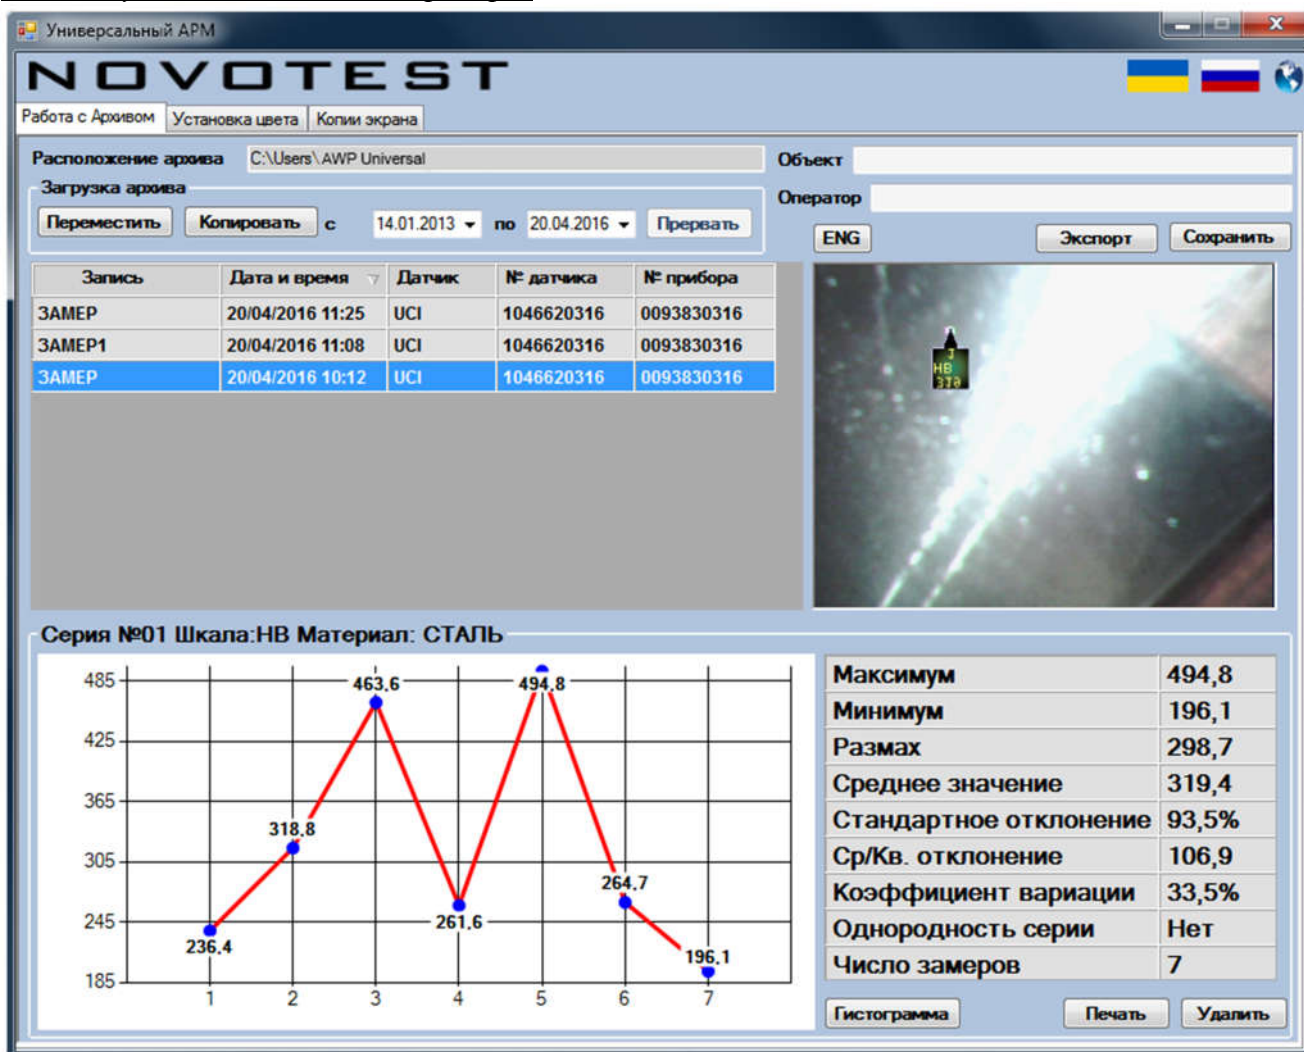 Универсальный АРМ
NOVOTEST
Работа с Архивом Установка цвета Копии экрана
Расположение архива C:\Users\AWP Universal Объект
Загрузка архива
Оператор
Переместить Копировать с 14.01.2013 по 20.04.2016 Прервать
ENG Экспорт Сохранить
Запись Дата и время Датчик № датчика № прибора
ЗАМЕР 20/04/2016 11:25 UCI 1046620316 0093830316
ЗАМЕР1 20/04/2016 11:08 UCI 1046620316 0093830316
ЗАМЕР 20/04/2016 10:12 UCI 1046620316 0093830316
HB
Серия №01 Шкала:HB Материал: СТАЛЬ
485
425
365
305
245
185
236,4
318,8
463,6
261,6
494,8
264,7
196,1
1 2 3 4 5 6 7
Максимум 494,8
Минимум 196,1
Размах 298,7
Среднее значение 319,4
Стандартное отклонение 93,5%
Ср/Кв. отклонение 106,9
Коэффициент вариации 33,5%
Однородность серии Нет
Число замеров 7
Гистограмма Печать Удалить